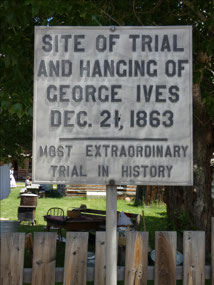 SITE OF TRIAL
AND HANGING OF
GEORGE IVES
DEC. 21, 1863
MOST EXTRAORDINARY
TRIAL IN HISTORY